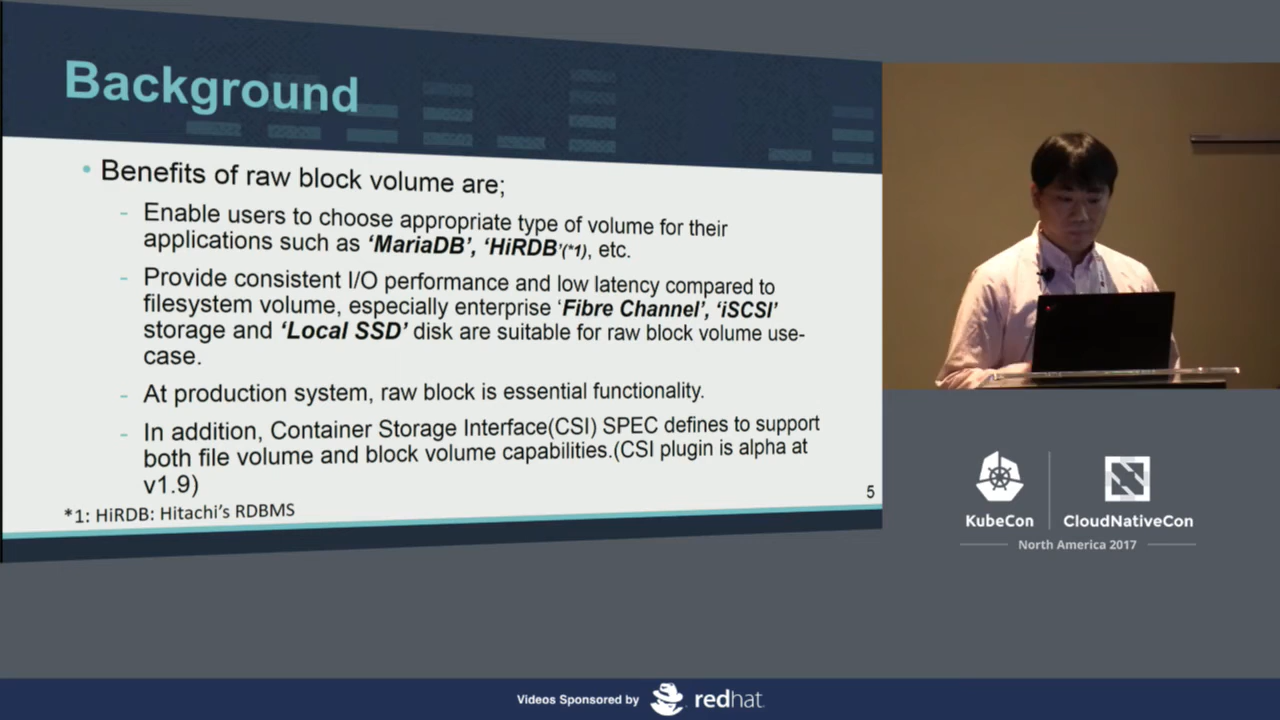 Background
• Benefits of raw block volume are;
- Enable users to choose appropriate type of volume for their
applications such as ‘MariaDB’, ‘HiRDB’(*1), etc.
- Provide consistent I/O performance and low latency compared to
filesystem volume, especially enterprise ‘Fibre Channel’, ‘iSCSI’
storage and ‘Local SSD’ disk are suitable for raw block volume use-
case.
- At production system, raw block is essential functionality.
- In addition, Container Storage Interface(CSI) SPEC defines to support
both file volume and block volume capabilities.(CSI plugin is alpha at
v1.9)
5
*1: HiRDB: Hitachi’s RDBMS
KubeCon
CloudNativeCon
North America 2017
Videos Sponsored by
redhat.